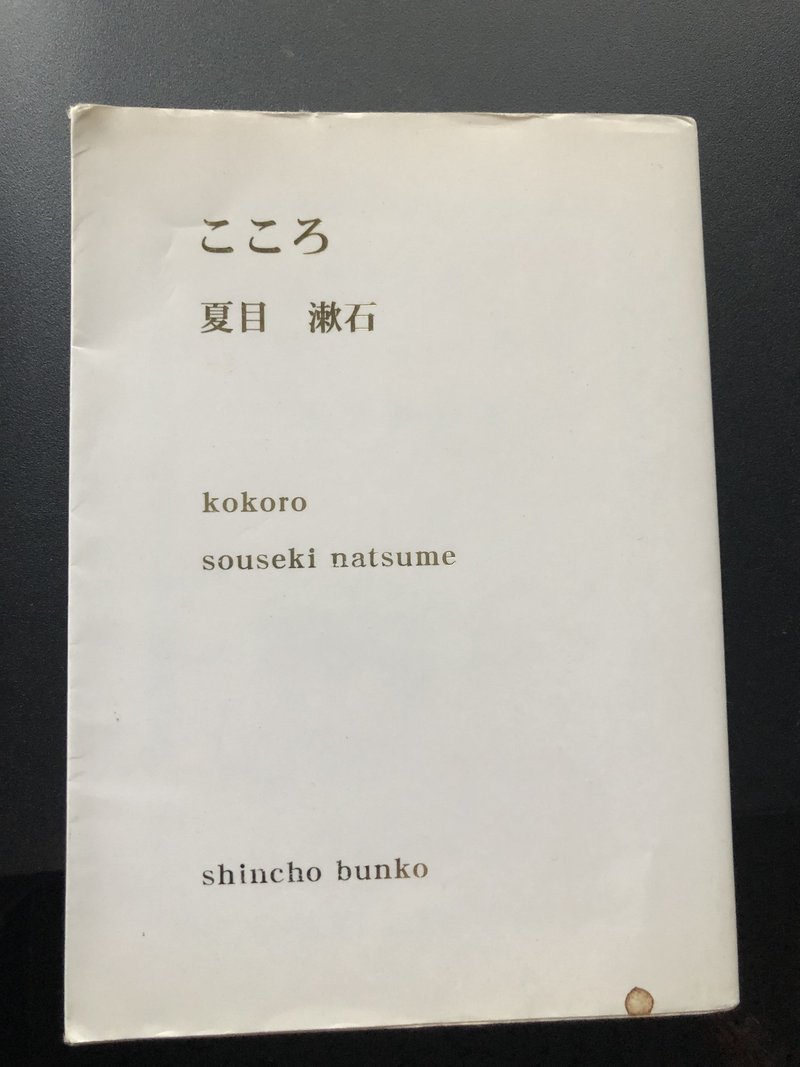 こころ
夏目　漱石
kokoro
souseki natsume
shincho bunko